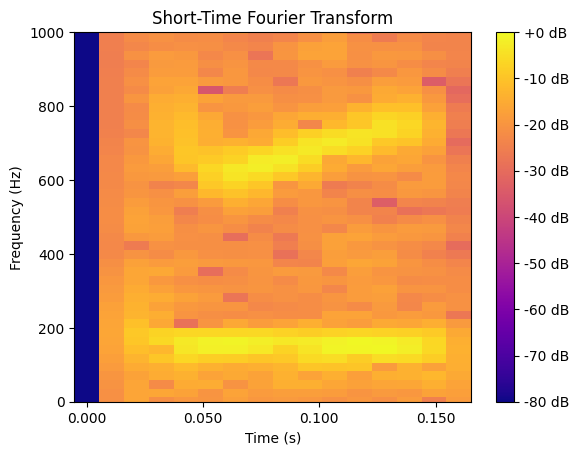 Short-Time Fourier Transform
Frequency (Hz)
1000
800
600
400
200
0
0.000
0.050
0.100
0.150
Time (s)
+0 dB
-10 dB
-20 dB
-30 dB
-40 dB
-50 dB
-60 dB
-70 dB
-80 dB